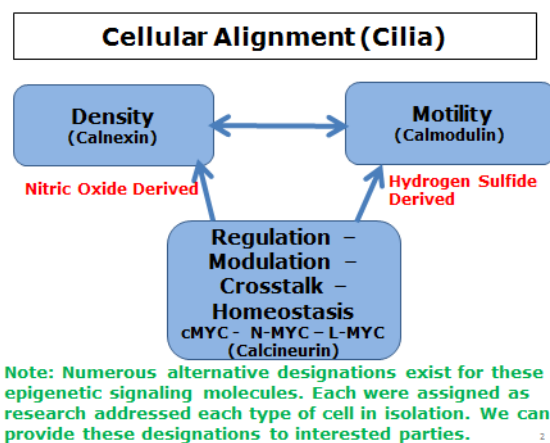 Cellular Alignment (Cilia)
Density
(Calnexin)
Motility
(Calmodulin)
Nitric Oxide Derived
Hydrogen Sulfide
Derived
Regulation –
Modulation –
Crosstalk –
Homeostasis
cMYC - N-MYC – L-MYC
(Calcineurin)
Note: Numerous alternative designations exist for these
epigenetic signaling molecules. Each were assigned as
research addressed each type of cell in isolation. We can
provide these designations to interested parties.
2